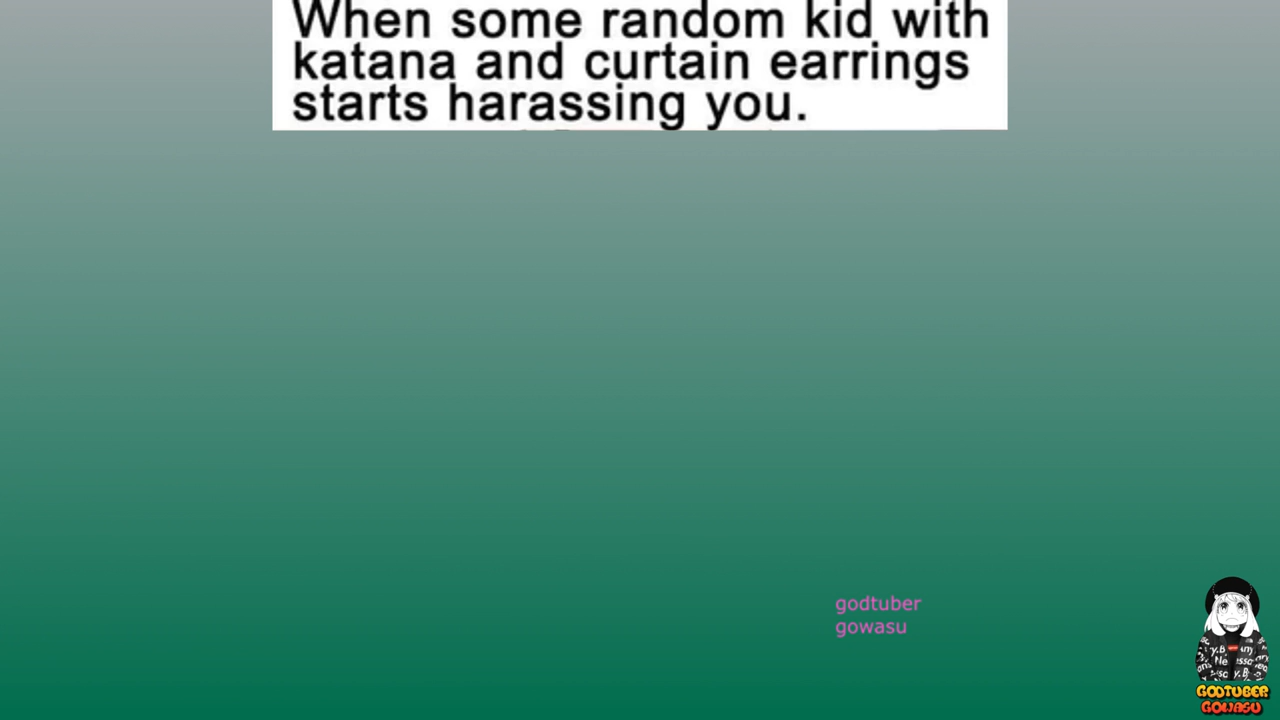 When some random kid with
katana and curtain earrings
starts harassing you.
godtuber
gowasu
GODTUBER
GOWASU